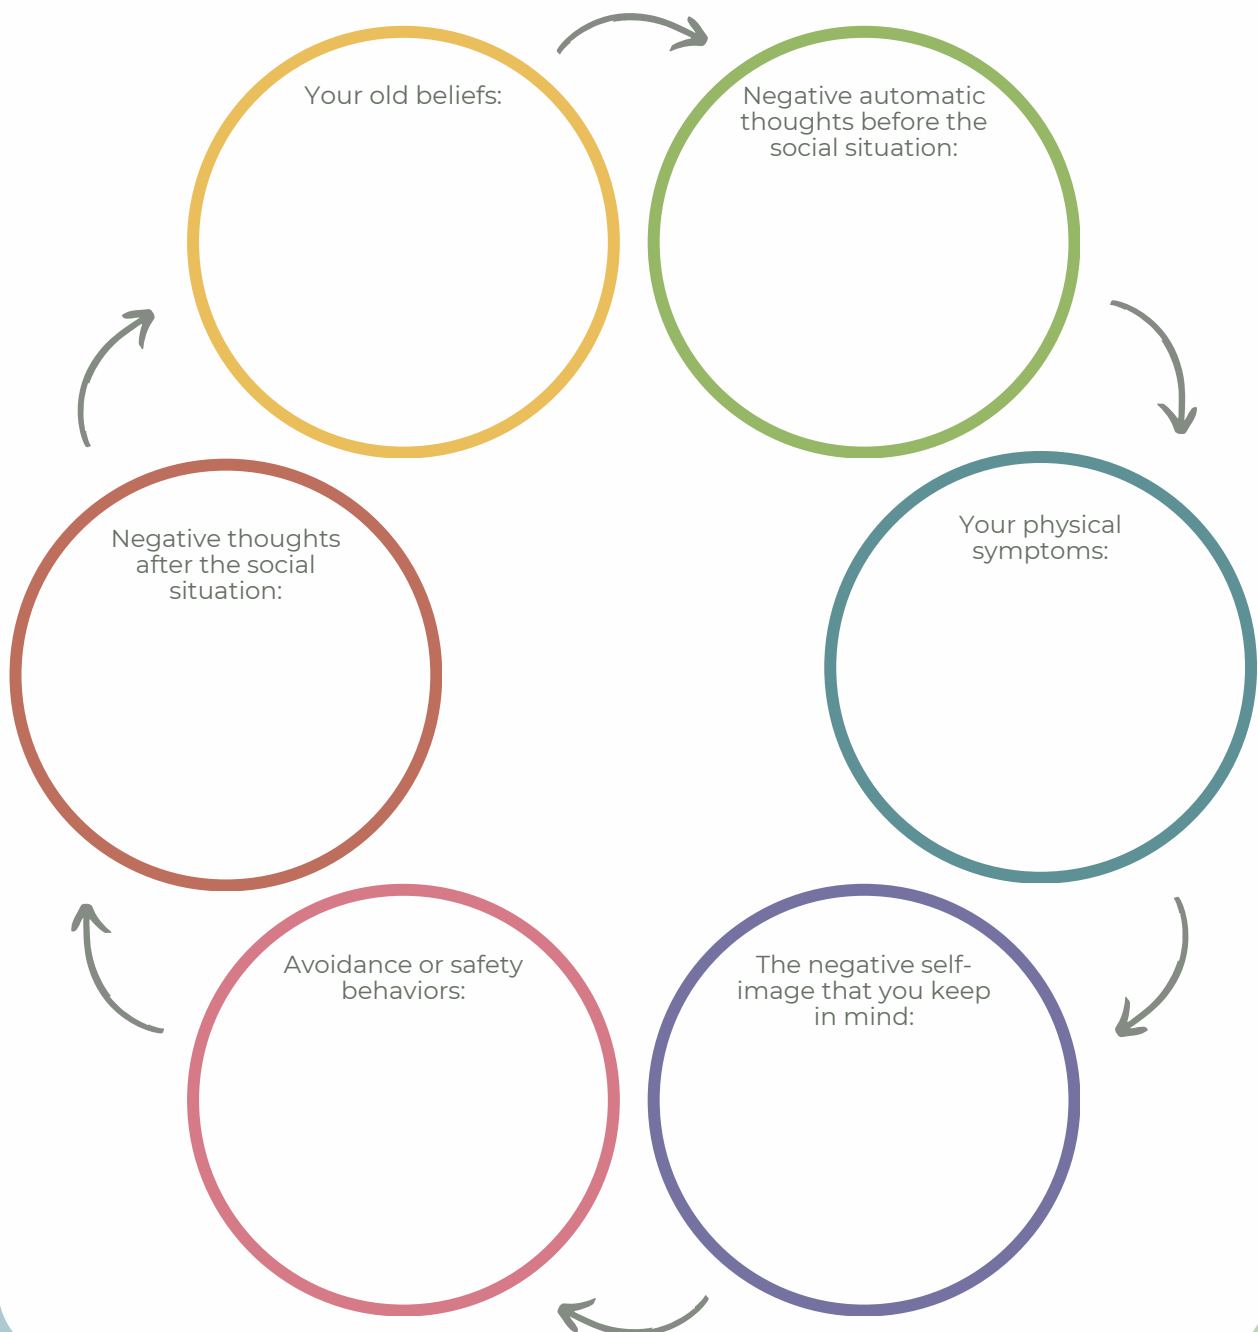 Your old beliefs:
Negative automatic
thoughts before the
social situation:
Your physical
symptoms:
The negative self-
image that you keep
in mind:
Avoidance or safety
behaviors:
Negative thoughts
after the social
situation: